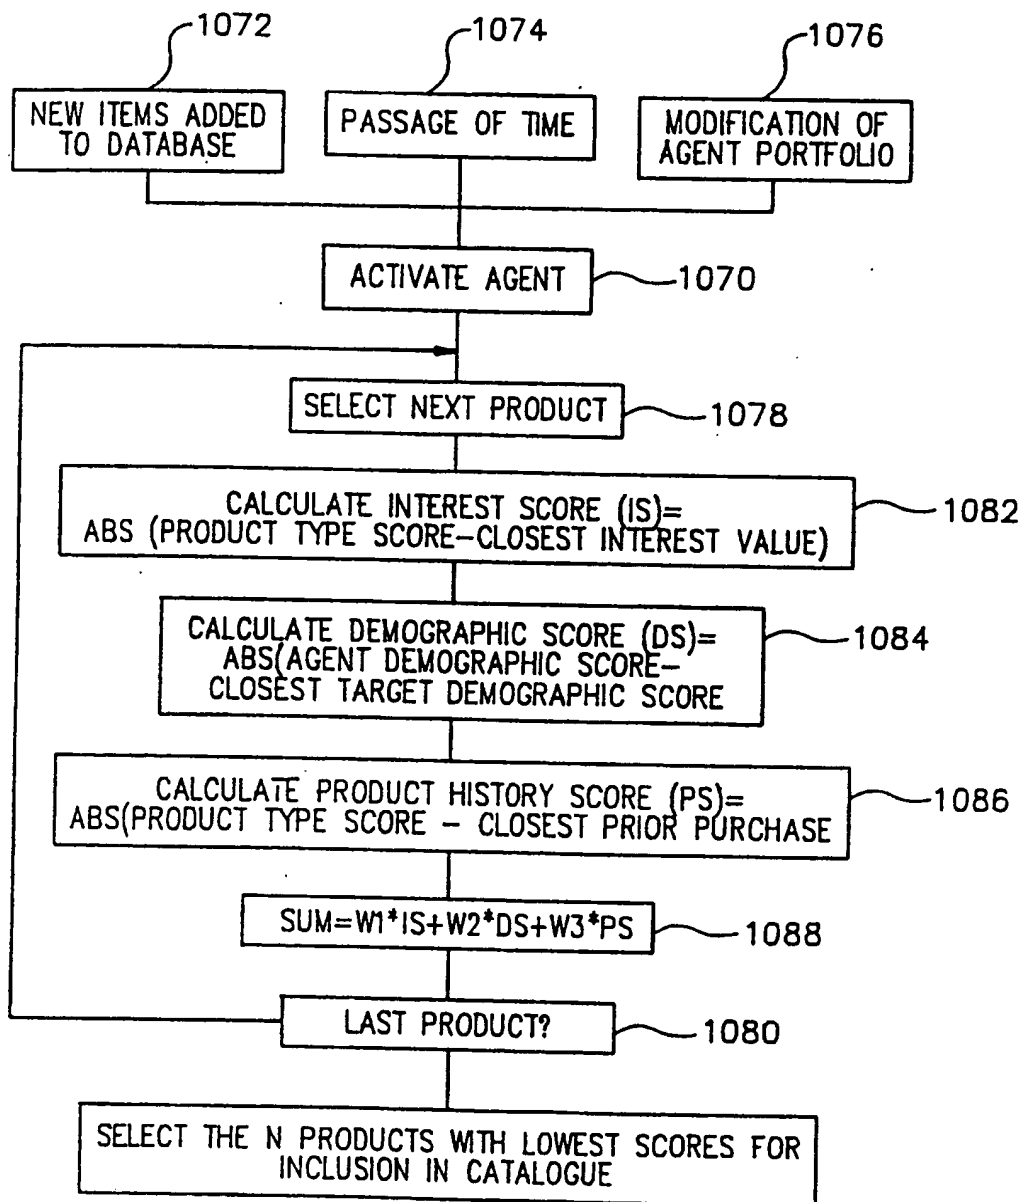 1072
1074
1076
NEW ITEMS ADDED
TO DATABASE
PASSAGE OF TIME
MODIFICATION OF
AGENT PORTFOLIO
ACTIVATE AGENT
1070
SELECT NEXT PRODUCT
1078
CALCULATE INTEREST SCORE (IS)=
ABS (PRODUCT TYPE SCORE-CLOSEST INTEREST VALUE)
1082
CALCULATE DEMOGRAPHIC SCORE (DS)=
ABS(AGENT DEMOGRAPHIC SCORE-
CLOSEST TARGET DEMOGRAPHIC SCORE
1084
CALCULATE PRODUCT HISTORY SCORE (PS)=
ABS(PRODUCT TYPE SCORE - CLOSEST PRIOR PURCHASE
1086
SUM=W1*IS+W2*DS+W3*PS
1088
LAST PRODUCT?
1080
SELECT THE N PRODUCTS WITH LOWEST SCORES FOR
INCLUSION IN CATALOGUE